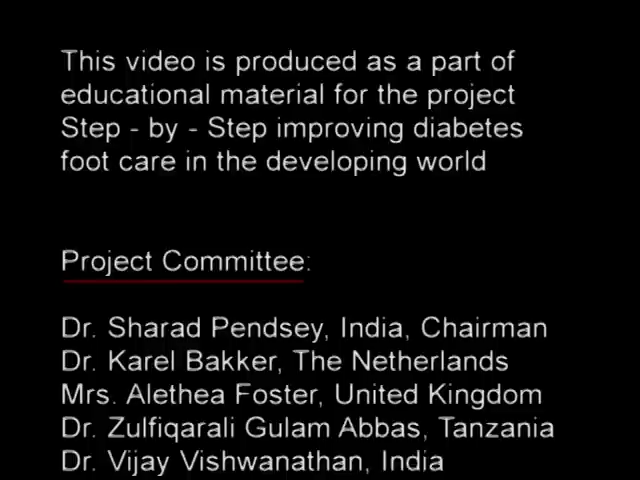 This video is produced as a part of
educational material for the project
Step - by - Step improving diabetes
foot care in the developing world
Project Committee:
Dr. Sharad Pendsey, India, Chairman
Dr. Karel Bakker, The Netherlands
Mrs. Alethea Foster, United Kingdom
Dr. Zulfiqarali Gulam Abbas, Tanzania
Dr. Vijay Vishwanathan, India